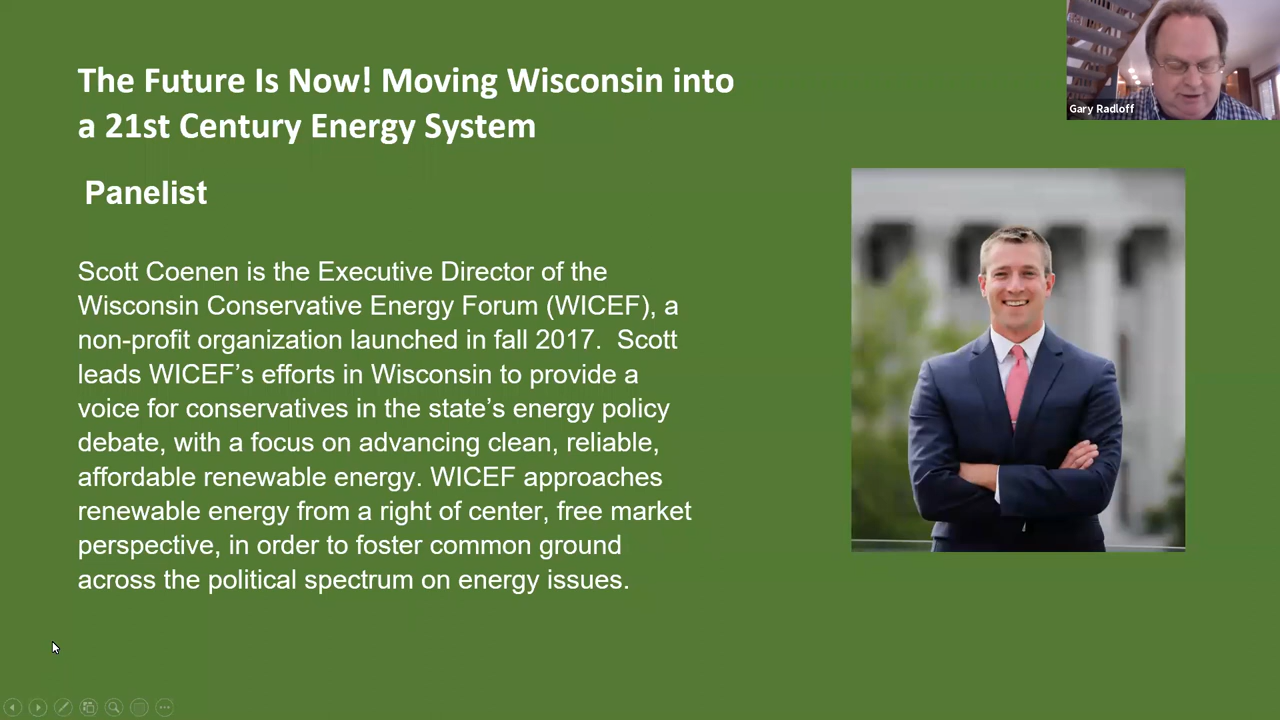 The Future Is Now! Moving Wisconsin into
a 21st Century Energy System
Gary Radloff
Panelist
Scott Coenen is the Executive Director of the
Wisconsin Conservative Energy Forum (WICEF), a
non-profit organization launched in fall 2017.  Scott
leads WICEF’s efforts in Wisconsin to provide a
voice for conservatives in the state’s energy policy
debate, with a focus on advancing clean, reliable,
affordable renewable energy. WICEF approaches
renewable energy from a right of center, free market
perspective, in order to foster common ground
across the political spectrum on energy issues.